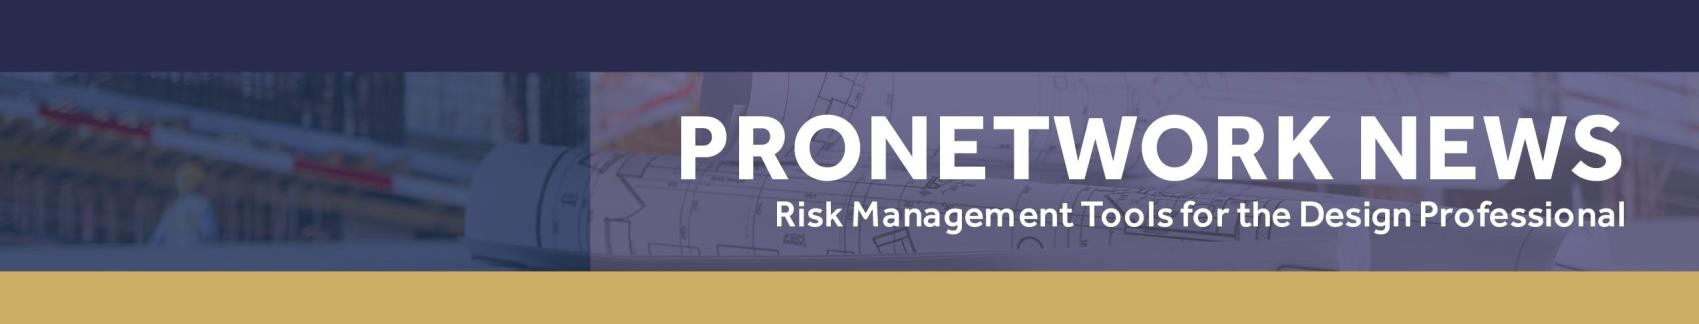 PRONETWORK NEWS
Risk Management Tools for the Design Professional